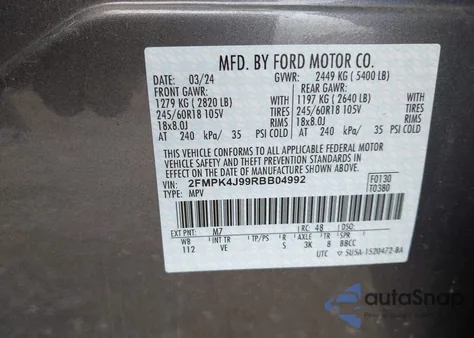 MFD. BY FORD MOTOR CO.
DATE: 03/24 GVWR: 2449 KG ( 5400 LB)
FRONT GAWR: REAR GAWR:
1279 KG ( 2820 LB) 1197 KG ( 2640 LB)
245/60R18 105V TIRES 245/60R18 105V
18x8.0J RIMS 18x8.0J
AT 240 kPa/ 35 PSI COLD AT 240 kPa/ 35 PSI COLD
THIS VEHICLE CONFORMS TO ALL APPLICABLE FEDERAL MOTOR
VEHICLE SAFETY AND THEFT PREVENTION STANDARDS IN
EFFECT ON THE DATE OF MANUFACTURE SHOWN ABOVE.
VIN: 2FMPK4J99RBB04992 F0130
TYPE: MPV T0380
EXT PNT: M7 RC: 48 DSO:
WB INT TR TP/PS R AXLE TR SPR
112 VE S 3K 8 BBCC
UTC SU5A-1520472-BA
autoSnap